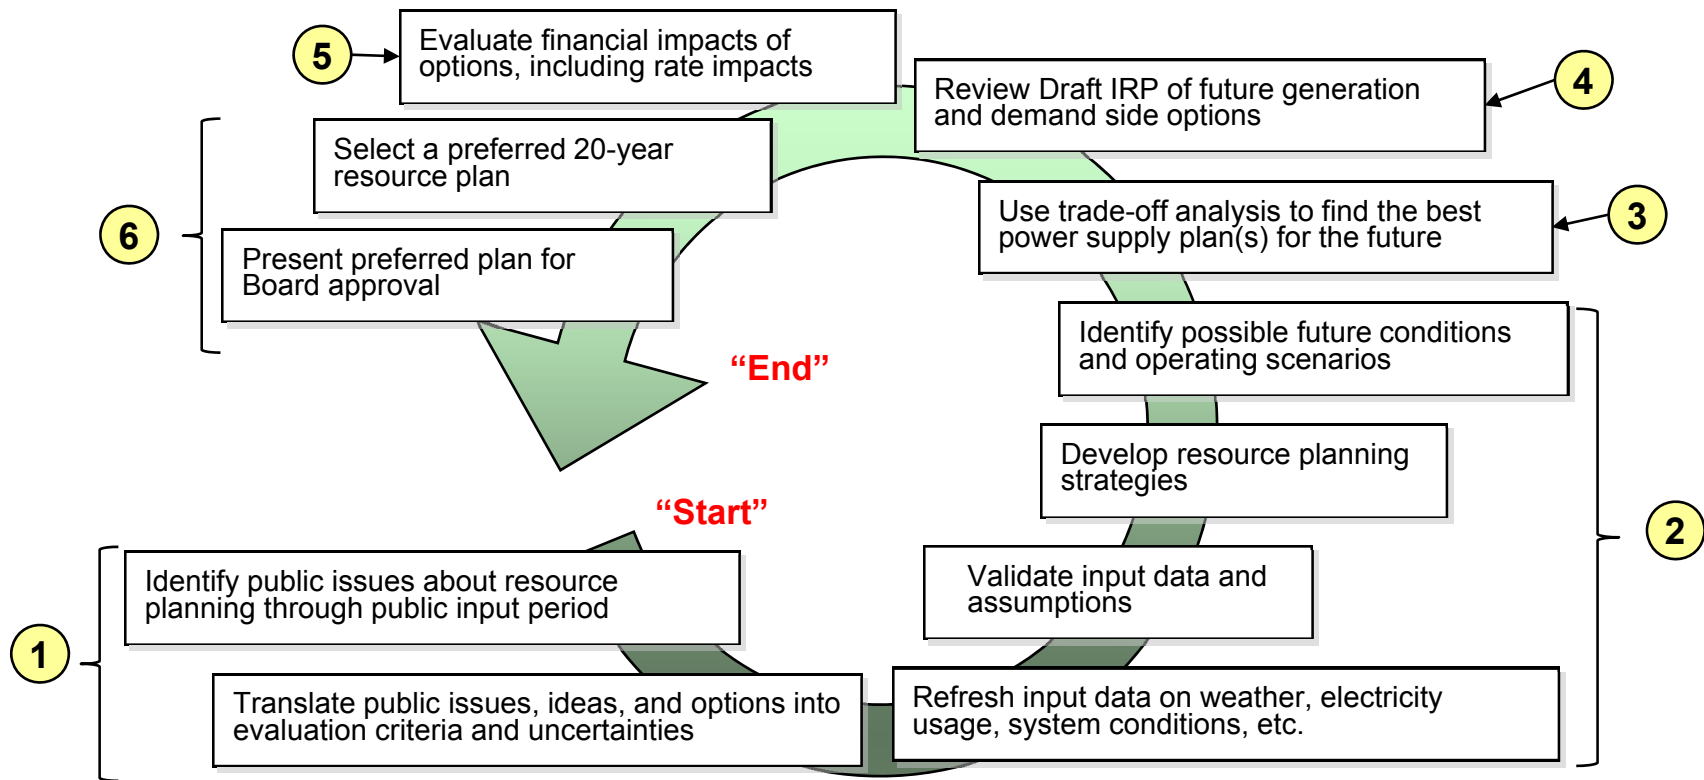 5
Evaluate financial impacts of
options, including rate impacts
4
Review Draft IRP of future generation
and demand side options
6
Select a preferred 20-year
resource plan
3
Use trade-off analysis to find the best
power supply plan(s) for the future
Present preferred plan for
Board approval
Identify possible future conditions
and operating scenarios
“End”
Develop resource planning
strategies
“Start”
2
Validate input data and
assumptions
1
Identify public issues about resource
planning through public input period
Translate public issues, ideas, and options into
evaluation criteria and uncertainties
Refresh input data on weather, electricity
usage, system conditions, etc.